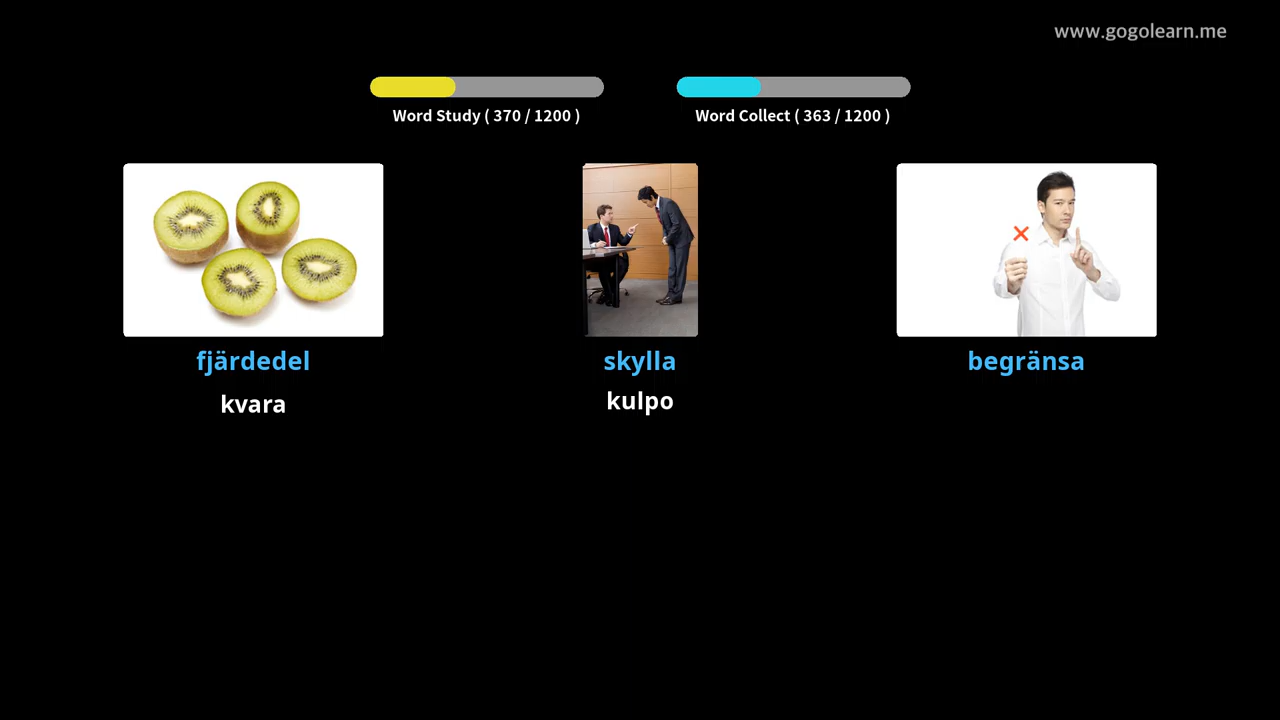 www.gogolearn.me
Word Study ( 370 / 1200 )
Word Collect ( 363 / 1200 )
fjärdedel
skylla
begränsa
kvara
kulpo